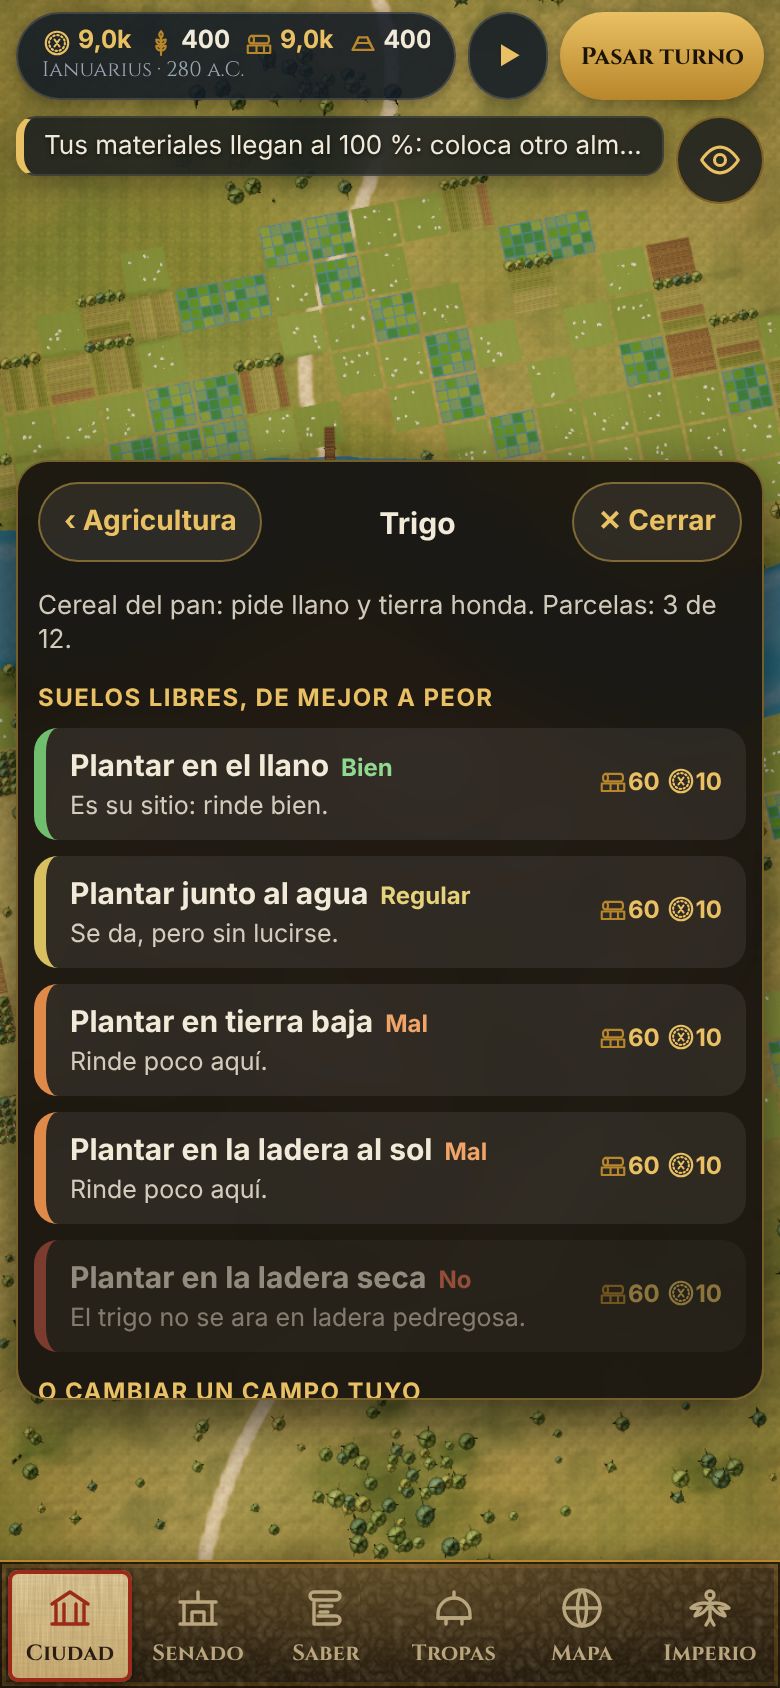 9,0k 400 9,0k 400
IANUARIUS · 280 A.C.
PASAR TURNO
Tus materiales llegan al 100 %: coloca otro alm...
‹ Agricultura
Trigo
✕ Cerrar
Cereal del pan: pide llano y tierra honda. Parcelas: 3 de
12.
SUELOS LIBRES, DE MEJOR A PEOR
Plantar en el llano Bien
Es su sitio: rinde bien.
60 10
Plantar junto al agua Regular
Se da, pero sin lucirse.
60 10
Plantar en tierra baja Mal
Rinde poco aquí.
60 10
Plantar en la ladera al sol Mal
Rinde poco aquí.
60 10
Plantar en la ladera seca No
El trigo no se ara en ladera pedregosa.
60 10
O CAMBIAR UN CAMPO TUYO
CIUDAD
SENADO
SABER
TROPAS
MAPA
IMPERIO